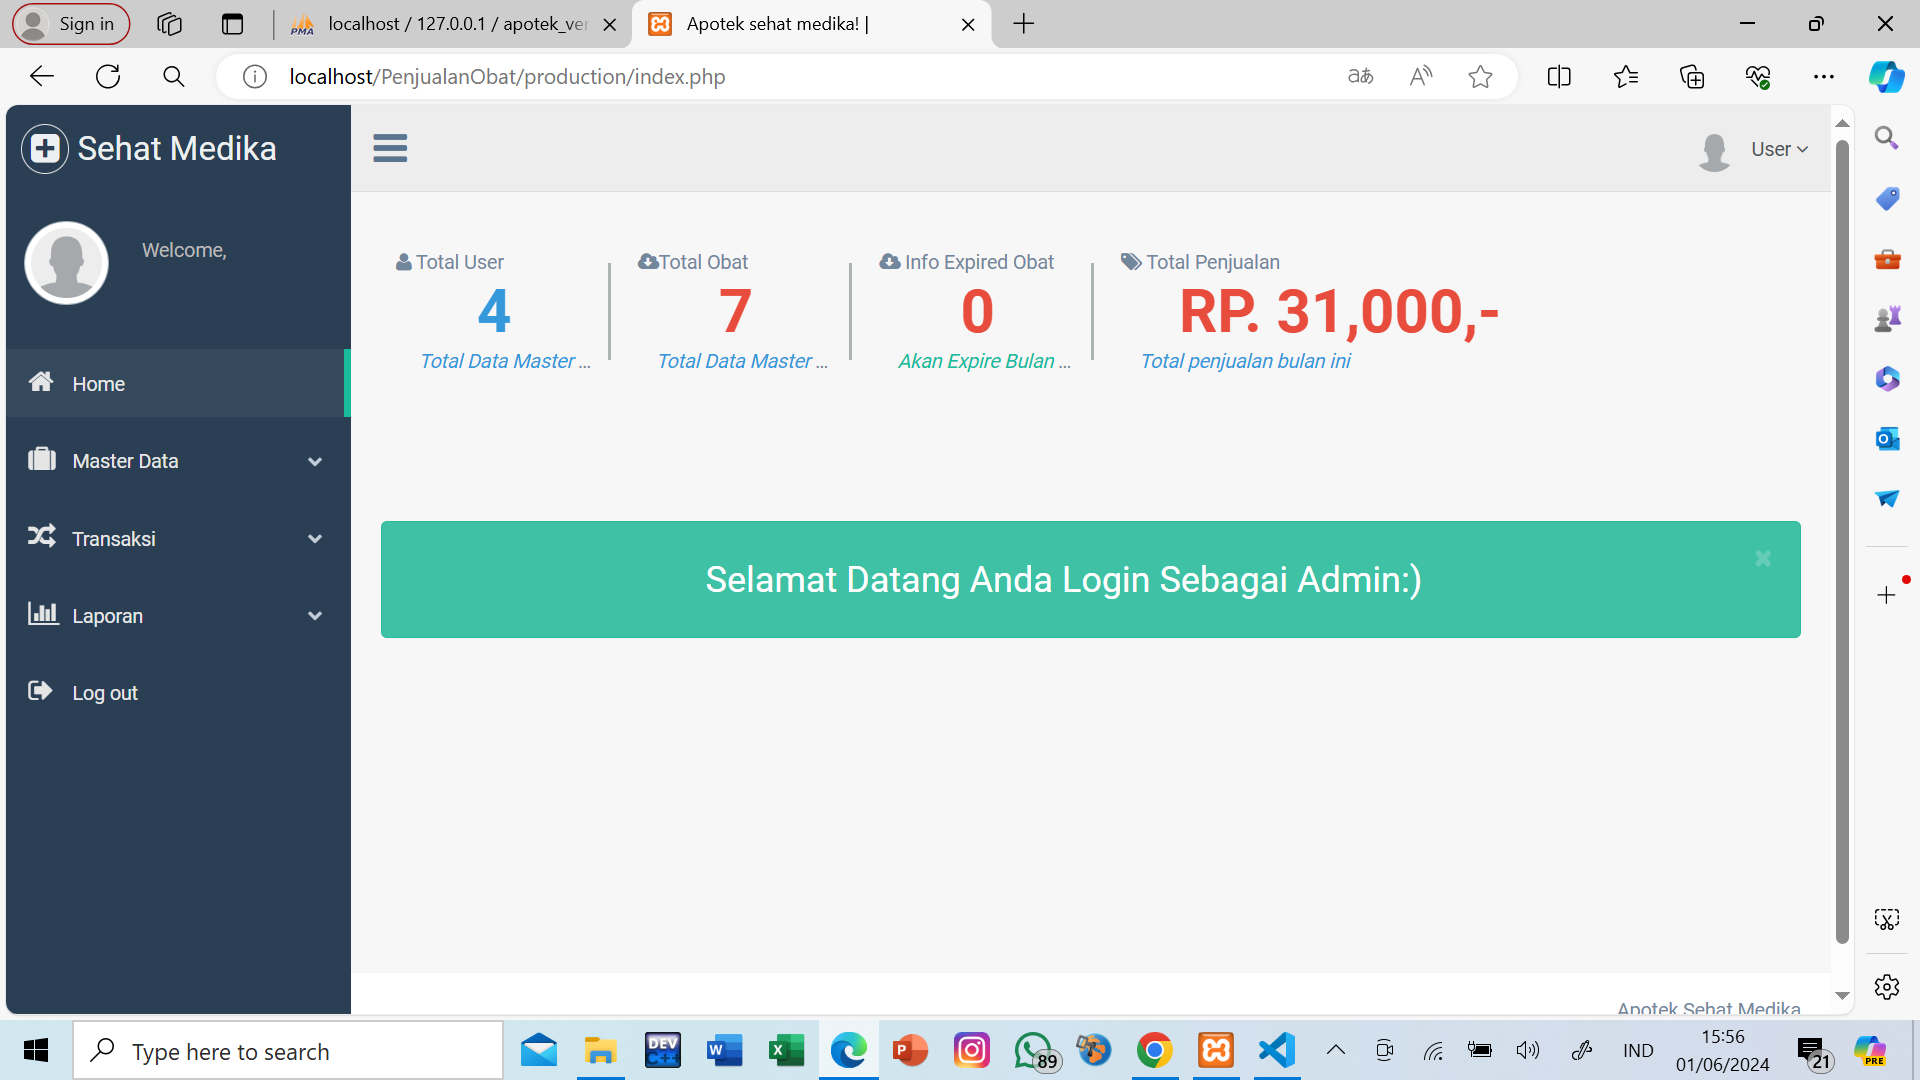 Sign in
localhost / 127.0.0.1 / apotek_ver
Apotek sehat medika! |
localhost/PenjualanObat/production/index.php
Sehat Medika
User
Welcome,
Total User
4
Total Data Master ...
Total Obat
7
Total Data Master ...
Info Expired Obat
0
Akan Expire Bulan ...
Total Penjualan
RP. 31,000,-
Total penjualan bulan ini
Home
Master Data
Transaksi
Laporan
Log out
Selamat Datang Anda Login Sebagai Admin:)
Apotek Sehat Medika
Type here to search
DEV
C++
89
IND
15:56
01/06/2024
21
PRE